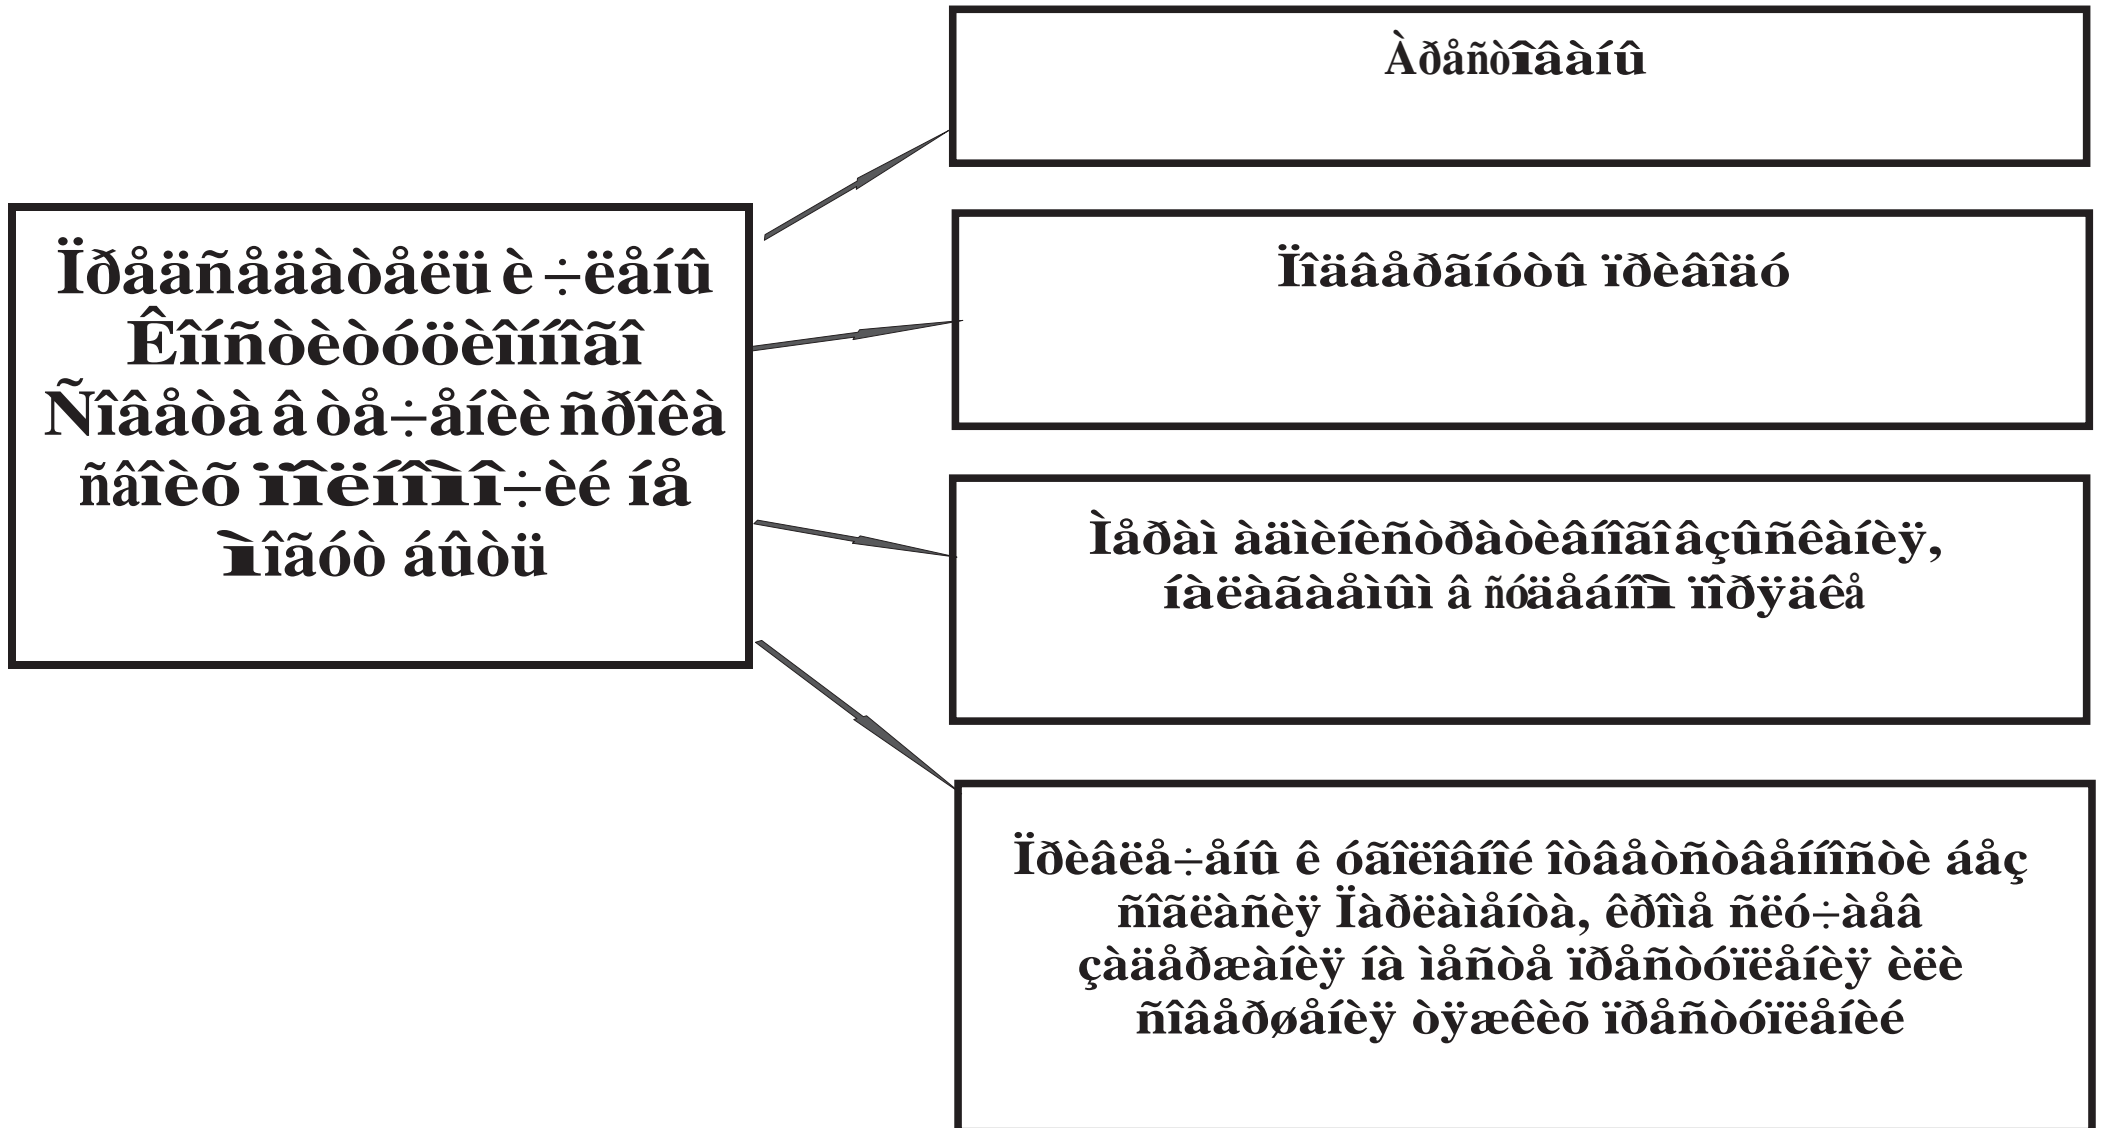 Ïðåäñåäàòåëü è ÷ëåíû
Êîíñòèòóöèîííîãî
Ñîâåòà â òå÷åíèè ñðîêà
ñâîèõ ïîëíîìî÷èé íå
ìîãóò áûòü
Àðåñòîâàíû
Ïîäâåðãíóòû ïðèâîäó
Ìåðàì àäìèíèñòðàòèâíîãî âçûñêàíèÿ,
íàëàãàåìûì â ñóäåáíîì ïîðÿäêå
Ïðèâëå÷åíû ê óãîëîâíîé îòâåòñòâåííîñòè áåç
ñîãëàñèÿ Ïàðëàìåíòà, êðîìå ñëó÷àåâ
çàäåðæàíèÿ íà ìåñòå ïðåñòóïëåíèÿ èëè
ñîâåðøåíèÿ òÿæêèõ ïðåñòóïëåíèé